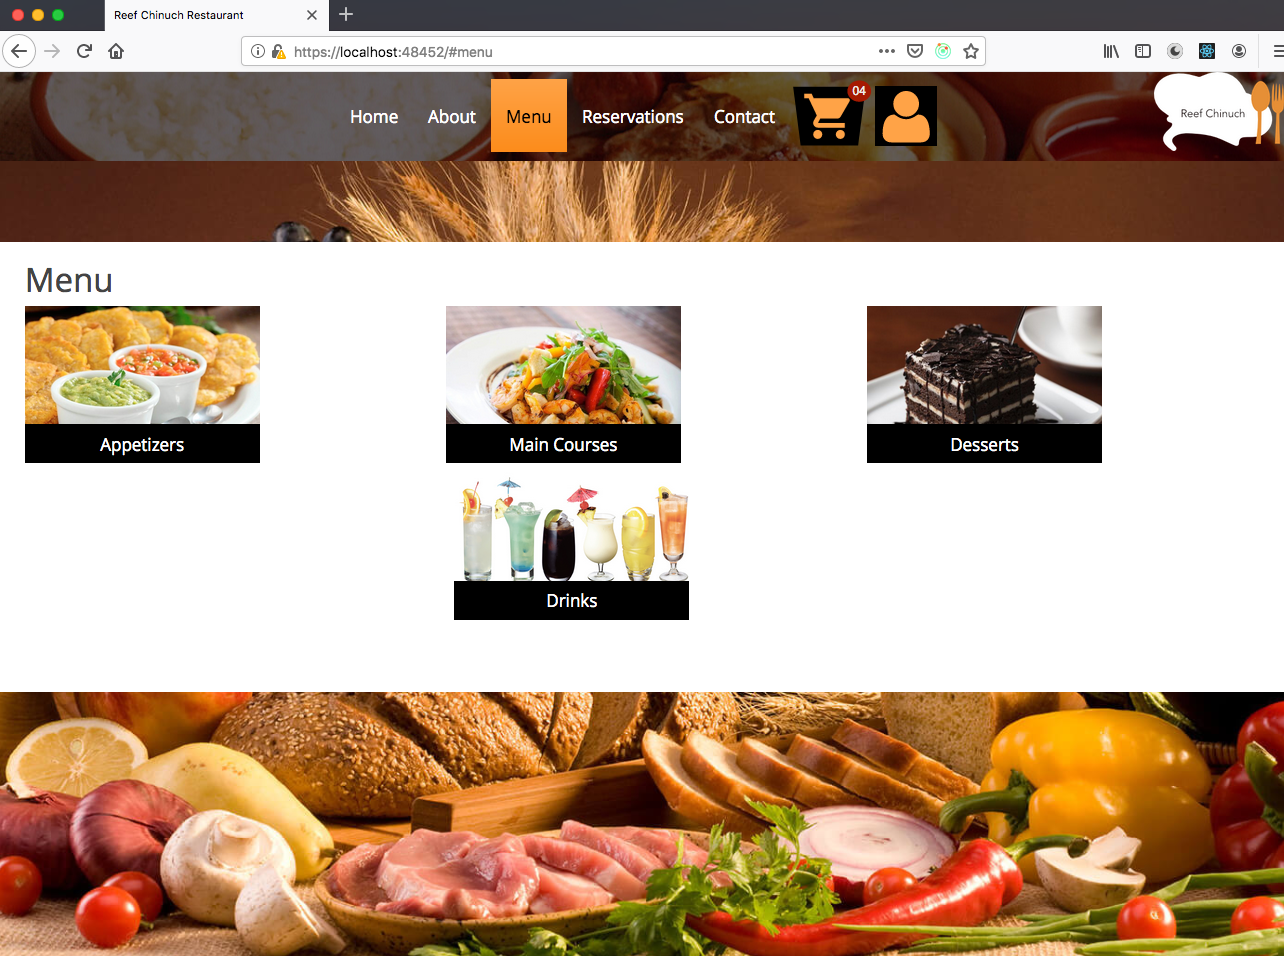 Reef Chinuch Restaurant
https://localhost:48452/#menu
Home About Menu Reservations Contact 04
Reef Chinuch
Menu
Appetizers Main Courses Desserts
Drinks